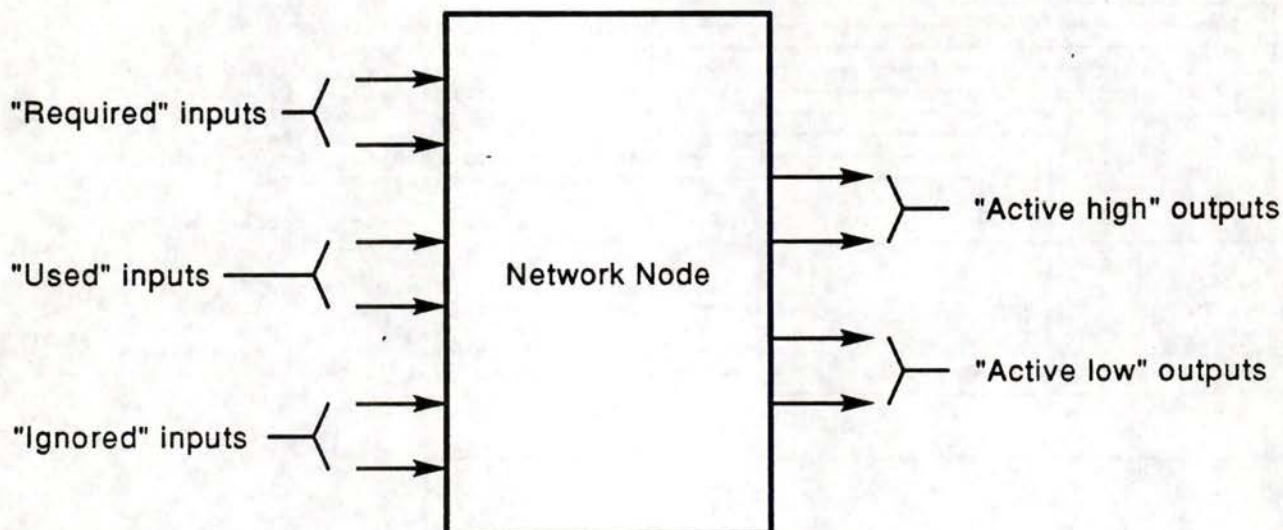 "Required" inputs
"Used" inputs
"Ignored" inputs
Network Node
"Active high" outputs
"Active low" outputs